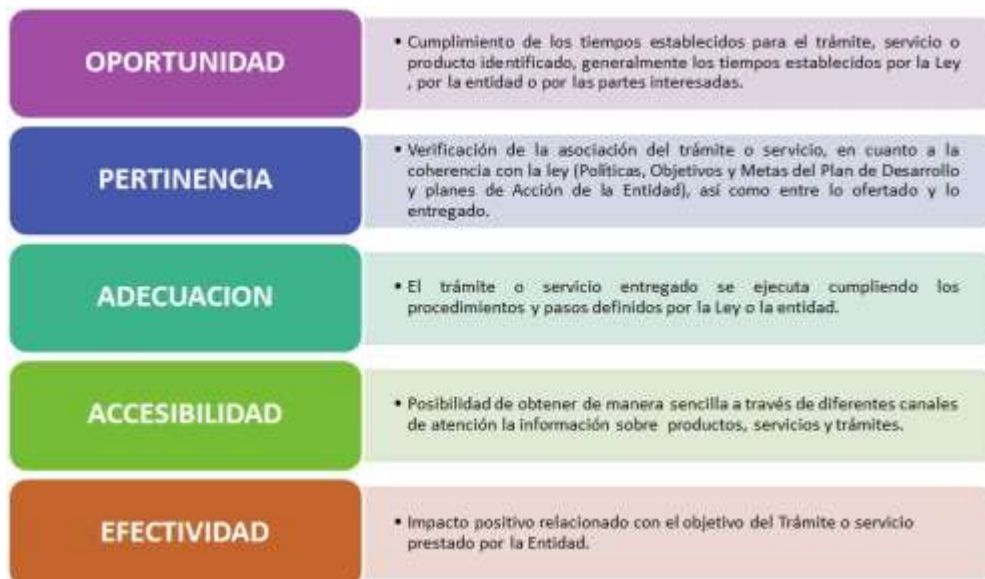 OPORTUNIDAD
▪ Cumplimiento de los tiempos establecidos para el trámite, servicio o
producto identificado, generalmente los tiempos establecidos por la Ley
, por la entidad o por las partes interesadas.
PERTINENCIA
▪ Verificación de la asociación del trámite o servicio, en cuanto a la
coherencia con la ley (Políticas, Objetivos y Metas del Plan de Desarrollo
y planes de Acción de la Entidad), así como entre lo ofertado y lo
entregado.
ADECUACION
▪ El trámite o servicio entregado se ejecuta cumpliendo los
procedimientos y pasos definidos por la Ley o la entidad.
ACCESIBILIDAD
▪ Posibilidad de obtener de manera sencilla a través de diferentes canales
de atención la información sobre productos, servicios y trámites.
EFECTIVIDAD
▪ Impacto positivo relacionado con el objetivo del Trámite o servicio
prestado por la Entidad.